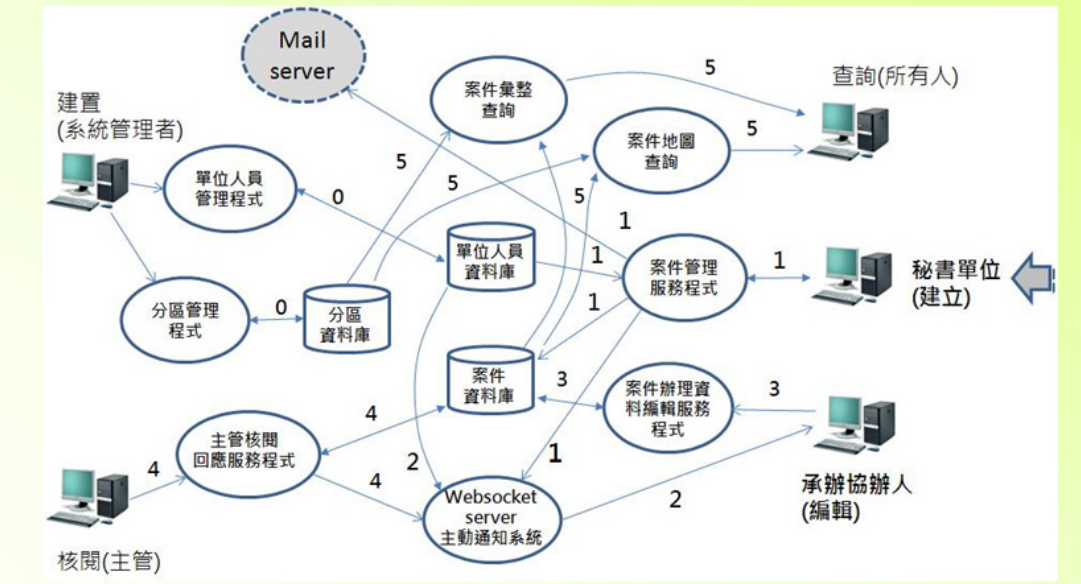 Mail
server
建置
(系統管理者)
案件彙整
查詢
5
查詢(所有人)
案件地圖
查詢
5
單位人員
管理程式
0
5
5
5
1
單位人員
資料庫
1
案件管理
服務程式
1
秘書單位
(建立)
分區管理
程式
0
分區
資料庫
1
案件
資料庫
3
案件辦理資
料編輯服務
程式
3
4
主管核閱
回應服務程式
4
4
2
1
Websocket
server
主動通知系統
2
承辦協辦人
(編輯)
核閱(主管)